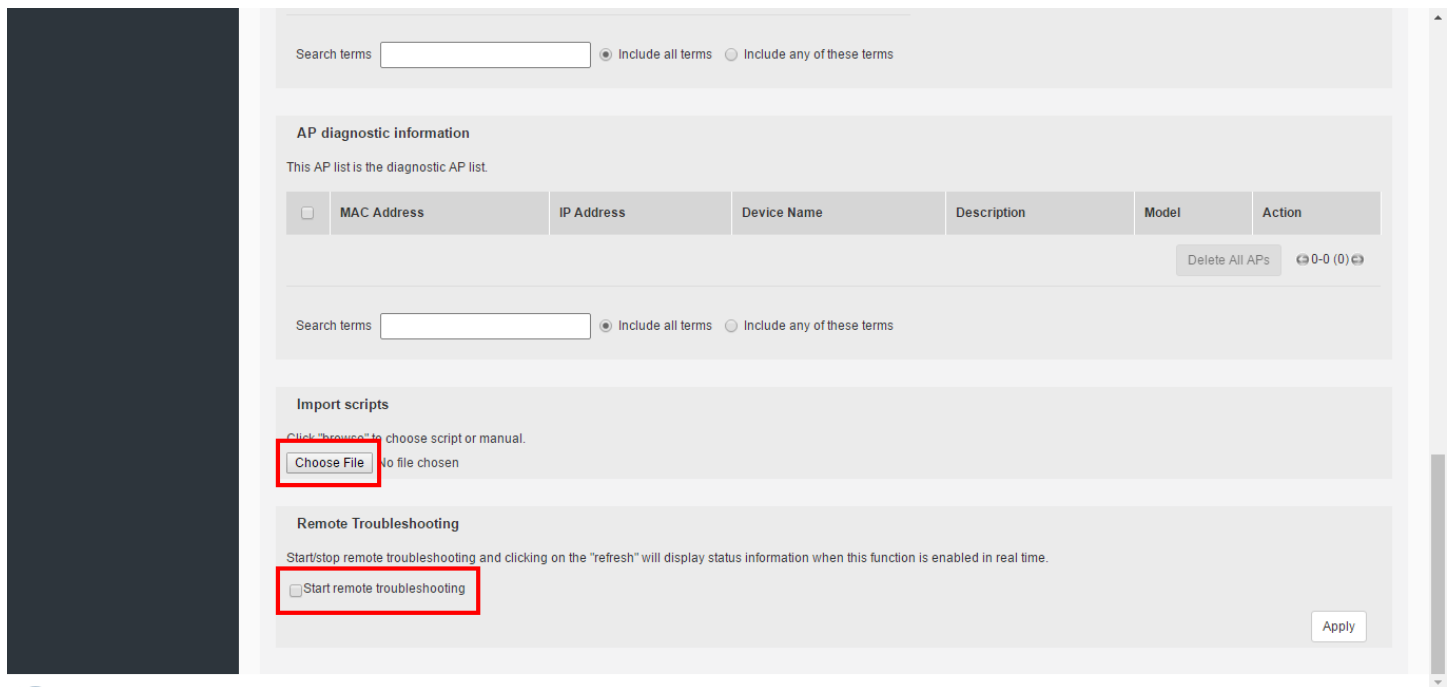 Search terms Include all terms Include any of these terms
AP diagnostic information
This AP list is the diagnostic AP list.
MAC Address IP Address Device Name Description Model Action
Delete All APs 0-0 (0)
Search terms Include all terms Include any of these terms
Import scripts
Click "browse" to choose script or manual.
Choose File No file chosen
Remote Troubleshooting
Start/stop remote troubleshooting and clicking on the "refresh" will display status information when this function is enabled in real time.
Start remote troubleshooting
Apply